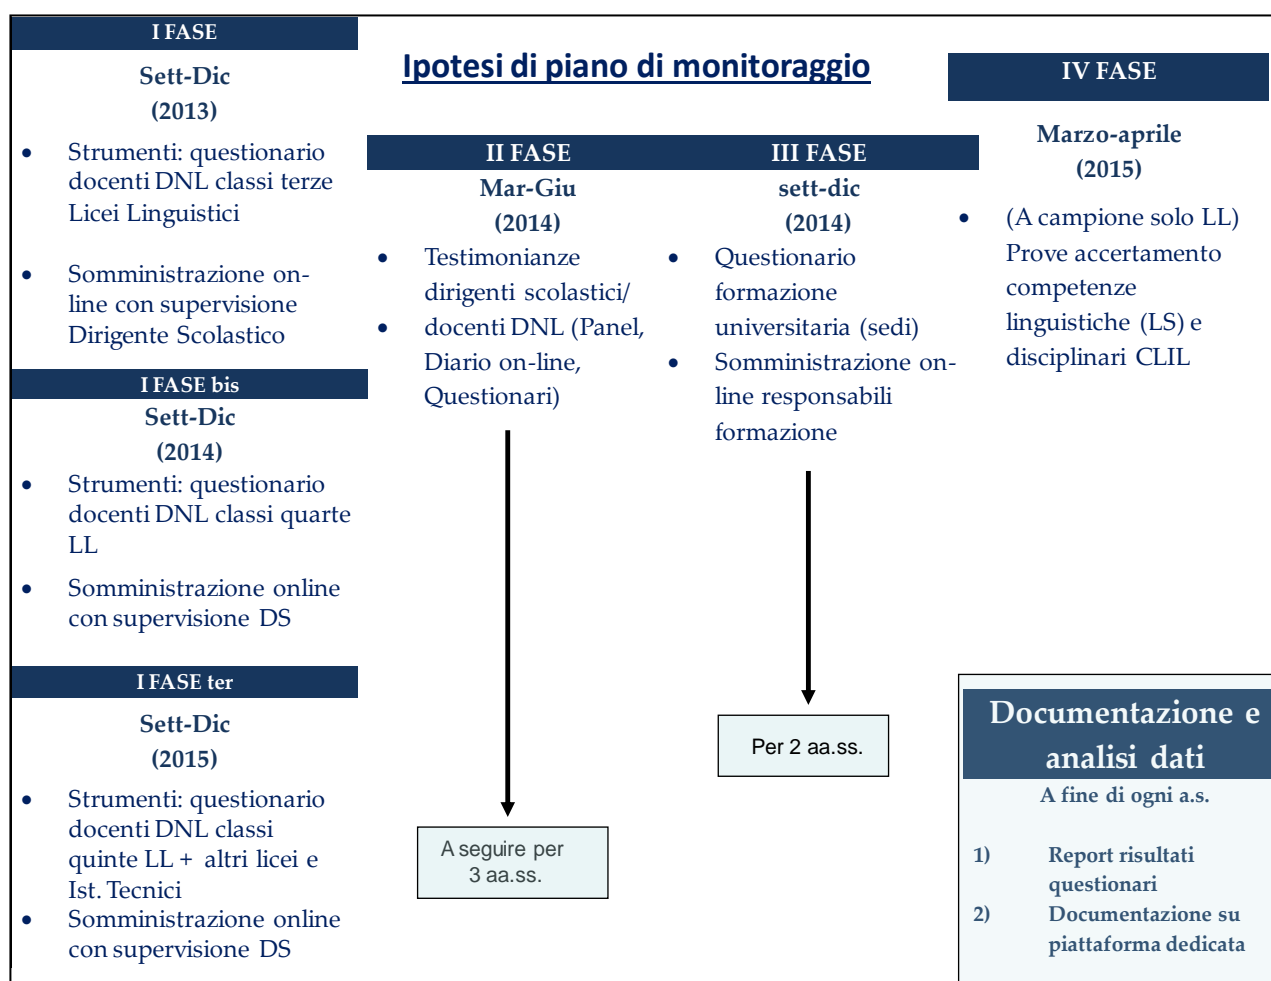 I FASE
Sett-Dic
(2013)
• Strumenti: questionario
docenti DNL classi terze
Licei Linguistici
• Somministrazione on-
line con supervisione
Dirigente Scolastico
I FASE bis
Sett-Dic
(2014)
• Strumenti: questionario
docenti DNL classi quarte
LL
• Somministrazione online
con supervisione DS
I FASE ter
Sett-Dic
(2015)
• Strumenti: questionario
docenti DNL classi
quinte LL + altri licei e
Ist. Tecnici
• Somministrazione online
con supervisione DS
Ipotesi di piano di monitoraggio
II FASE
Mar-Giu
(2014)
• Testimonianze
dirigenti scolastici/
• docenti DNL (Panel,
Diario on-line,
Questionari)
A seguire per
3 aa.ss.
III FASE
sett-dic
(2014)
• Questionario
formazione
universitaria (sedi)
• Somministrazione on-
line responsabili
formazione
Per 2 aa.ss.
IV FASE
Marzo-aprile
(2015)
• (A campione solo LL)
Prove accertamento
competenze
linguistiche (LS) e
disciplinari CLIL
Documentazione e
analisi dati
A fine di ogni a.s.
1) Report risultati
questionari
2) Documentazione su
piattaforma dedicata